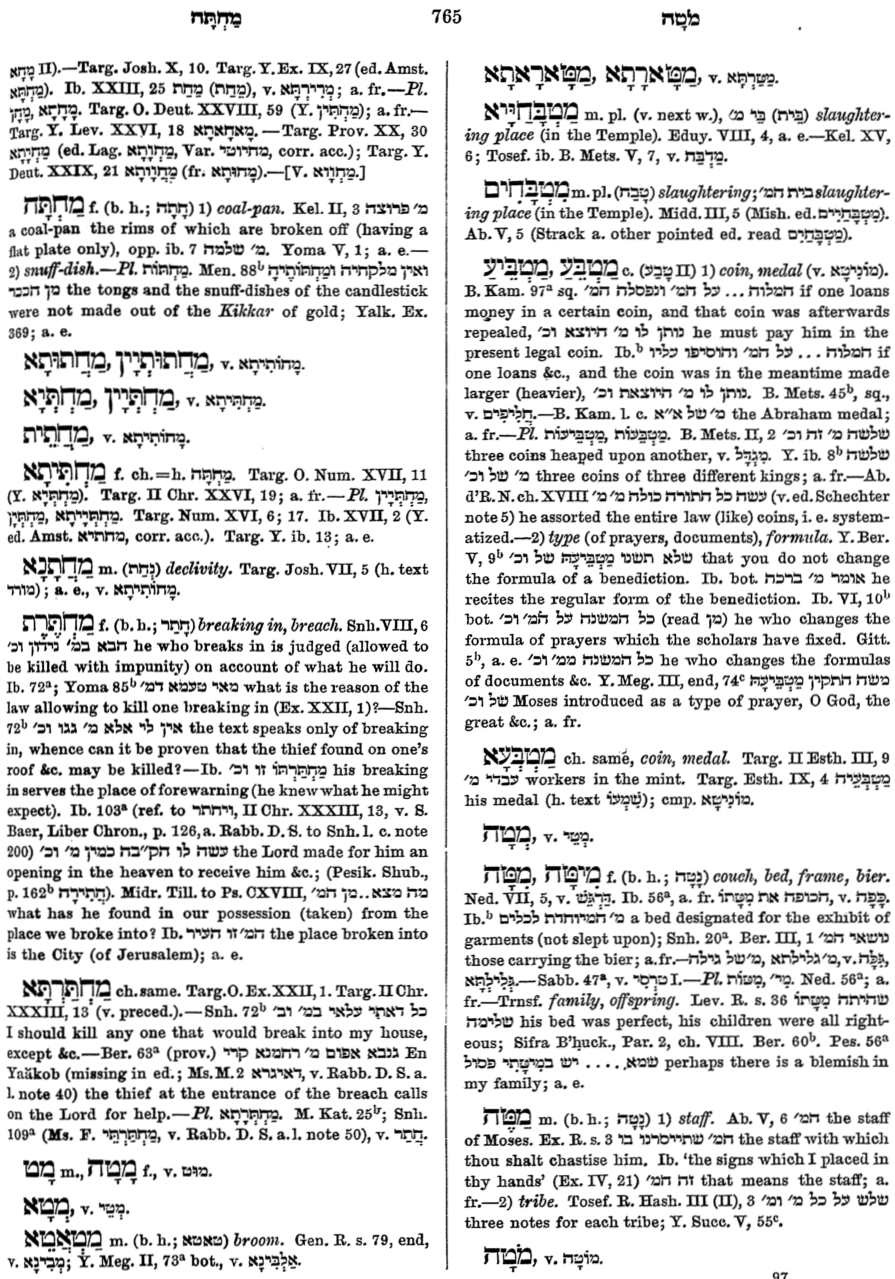 מַחְתָּה 765 מֹטָה
מָחָא II).—Targ. Josh. X, 10. Targ. Y. Ex. IX, 27 (ed. Amst.
מַחְתָּא). Ib. XXIII, 25 מַחַת (מַחַת), v. מְדִירְתָּא; a. fr.—Pl.
מָחָתָא, מָחָן. Targ. O. Deut. XXVIII, 59 (Y. מַחְתִּין); a. fr.—
Targ. Y. Lev. XXVI, 18 מָאחָאתָא.—Targ. Prov. XX, 30
מַחְיָתָא (ed. Lag. מַחְוָתָא, Var. מחזיוטי, corr. acc.); Targ. Y.
Deut. XXIX, 21 מַחֲוָותָא (fr. מָחוּתָא).—[V. מַחֲוָוא.]
מַחְתָּה f. (b. h.; חָתָה) 1) coal-pan. Kel. II, 3 מ׳ פרוצה
a coal-pan the rims of which are broken off (having a
flat plate only), opp. ib. 7 מ׳ שלמה. Yoma V, 1; a. e.—
2) snuff-dish.—Pl. מַחְתּוֹת. Men. 88ᵇ ואין מלקחיה ומַחְתּוֹתֶיהָ
מן הככר the tongs and the snuff-dishes of the candlestick
were not made out of the Kikkar of gold; Yalk. Ex.
369; a. e.
מַחֲתוּתָא, מַחֲתוּתְיָין, v. מָחוֹתִיתָא.
מַחְתְּיָא, מַחְתְּיָין, v. מַחְתִּיתָא.
מַחֲתֵית, v. מָחוֹתִיתָא.
מַחְתִּיתָא f. ch.=h. מַחְתָּה. Targ. O. Num. XVII, 11
(Y. מַחְתְּיָא). Targ. II Chr. XXVI, 19; a. fr.—Pl. מַחְתְּיָין,
מַחְתְּיָיתָא, מַחְתְּיָן. Targ. Num. XVI, 6; 17. Ib. XVII, 2 (Y.
ed. Amst. מחתיא, corr. acc.). Targ. Y. ib. 13; a. e.
מַחֲתָנָא m. (נְחַת) declivity. Targ. Josh. VII, 5 (h. text
מורד); a. e., v. מָחוֹתִיתָא.
מַחְתֶּרֶת f. (b. h.; חָתַר) breaking in, breach. Snh. VIII, 6
הבא במ׳ נידון וכ׳ he who breaks in is judged (allowed to
be killed with impunity) on account of what he will do.
Ib. 72ᵃ; Yoma 85ᵇ מאי טעמא דמ׳ what is the reason of the
law allowing to kill one breaking in (Ex. XXII, 1)?—Snh.
72ᵇ אין לי אלא מ׳ גגו וכ׳ the text speaks only of breaking
in, whence can it be proven that the thief found on one's
roof &c. may be killed?—Ib. מַחְתַּרְתּוֹ זו וכ׳ his breaking
in serves the place of forewarning (he knew what he might
expect). Ib. 103ᵃ (ref. to ויחתר, II Chr. XXXIII, 13, v. S.
Baer, Liber Chron., p. 126, a. Rabb. D. S. to Snh. l. c. note
200) עשה לו הק״בה כמין מ׳ וכ׳ the Lord made for him an
opening in the heaven to receive him &c.; (Pesik. Shub.,
p. 162ᵇ חֲתִירָה). Midr. Till. to Ps. CXVIII, מה מצא..מן המ׳
what has he found in our possession (taken) from the
place we broke into? Ib. המ׳ זו העיר the place broken into
is the City (of Jerusalem); a. e.
מַחְתַּרְתָּא ch. same. Targ. O. Ex. XXII, 1. Targ. II Chr.
XXXIII, 13 (v. preced.).—Snh. 72ᵇ כל דאתי עלאי במ׳ וכ׳
I should kill any one that would break into my house,
except &c.—Ber. 63ᵃ (prov.) גנבא אפום מ׳ רחמנא קרי En
Yaäkob (missing in ed.; Ms. M. 2 דאיגרא, v. Rabb. D. S. a.
l. note 40) the thief at the entrance of the breach calls
on the Lord for help.—Pl. מַחְתְּרָתָא. M. Kat. 25ᵇ; Snh.
109ᵃ (Ms. F. מַחְתַּרְתֵּי, v. Rabb. D. S. a. l. note 50), v. חֲתַר.
מָט m., מָטָה f., v. מוט.
מְטָא, v. מְטֵי.
מַטְאֲטֵא m. (b. h.; טאטא) broom. Gen. R. s. 79, end,
v. מְבִינָא; Y. Meg. II, 73ᵃ bot., v. אַלְבִּינָא.
מַטָּארָתָא, מַטָּארָאתָא, v. מַטַּרְתָּא.
מִטְבָּחַיָּיא m. pl. (v. next w.), בֵּי מ׳ (בֵּית) slaughter-
ing place (in the Temple). Eduy. VIII, 4, a. e.—Kel. XV,
6; Tosef. ib. B. Mets. V, 7, v. מַדְבַּח.
מִטְבָּחַיִם m. pl. (טָבַח) slaughtering; בית המ׳ slaughter-
ing place (in the Temple). Midd. III, 5 (Mish. ed. מִטְבָּחַיִים).
Ab. V, 5 (Strack a. other pointed ed. read מִטְבָּחַיִם).
מַטְבֵּעַ, מַטְבֵּיעַ c. (טָבַע II) 1) coin, medal (v. מוֹנִיטָא).
B. Kam. 97ᵃ sq. המלוה ... על המ׳ ונפסלה המ׳ if one loans
money in a certain coin, and that coin was afterwards
repealed, נותן לו מ׳ היוצא וכ׳ he must pay him in the
present legal coin. Ib.ᵇ המלוה ... על המ׳ והוסיפו עליו if
one loans &c., and the coin was in the meantime made
larger (heavier), נותן לו מ׳ היוצאת וכ׳. B. Mets. 45ᵇ, sq.,
v. חֲלִיפִים.—B. Kam. l. c. מ׳ של א״א the Abraham medal;
a. fr.—Pl. מַטְבְּעוֹת, מַטְבֵּיעוֹת. B. Mets. II, 2 שלשה מ׳ זה וכ׳
three coins heaped upon another, v. מִגְדָּל. Y. ib. 8ᵇ שלשה
מ׳ של וכ׳ three coins of three different kings; a. fr.—Ab.
d'R. N. ch. XVIII עשה כל התורה כולה מ׳ מ׳ (v. ed. Schechter
note 5) he assorted the entire law (like) coins, i. e. system-
atized.—2) type (of prayers, documents), formula. Y. Ber.
V, 9ᵇ שלא תשנו מַטְבֵּיעָהּ של וכ׳ that you do not change
the formula of a benediction. Ib. bot. אומר מ׳ ברכה he
recites the regular form of the benediction. Ib. VI, 10ᵇ
bot. כל המשנה על המ׳ וכ׳ (read מן) he who changes the
formula of prayers which the scholars have fixed. Gitt.
5ᵇ, a. e. כל המשנה ממ׳ וכ׳ he who changes the formulas
of documents &c. Y. Meg. III, end, 74ᶜ משה התקין מַטְבֵּיעָהּ
של וכ׳ Moses introduced as a type of prayer, O God, the
great &c.; a. fr.
מַטְבְּעָא ch. same, coin, medal. Targ. II Esth. III, 9
עבדי מ׳ workers in the mint. Targ. Esth. IX, 4 מַטְבְּעֵיהּ
his medal (h. text שָׁמְעוֹ); cmp. מוֹנִיטָא.
מְטָה, v. מְטֵי.
מִיטָּה, מִטָּה f. (b. h.; נָטָה) couch, bed, frame, bier.
Ned. VII, 5, v. דַּרְגֵּשׁ. Ib. 56ᵃ, a. fr. הכופה את מִטָּתוֹ, v. כָּפָה.
Ib.ᵇ מ׳ המיוחדת לכלים a bed designated for the exhibit of
garments (not slept upon); Snh. 20ᵃ. Ber. III, 1 נושאי המ׳
those carrying the bier; a. fr.—מ׳ של גילה, מ׳ גלילתא, v. גִּלָּה,
גְּלִילָתָא.—Sabb. 47ᵃ, v. טְרָסִי I.—Pl. מִטּוֹת, מִי׳. Ned. 56ᵃ; a.
fr.—Trnsf. family, offspring. Lev. R. s. 36 שהיתה מִטָּתוֹ
שלימה his bed was perfect, his children were all right-
eous; Sifra B'ḥuck., Par. 2, ch. VIII. Ber. 60ᵇ. Pes. 56ᵃ
שמא .... יש במִיטָּתִי פסול perhaps there is a blemish in
my family; a. e.
מַטֶּה m. (b. h.; נָטָה) 1) staff. Ab. V, 6 המ׳ the staff
of Moses. Ex. R. s. 3 המ׳ שתייסרנו בו the staff with which
thou shalt chastise him. Ib. 'the signs which I placed in
thy hands' (Ex. IV, 21) זה המ׳ that means the staff; a.
fr.—2) tribe. Tosef. R. Hash. III (II), 3 שלש על כל מ׳ ומ׳
three notes for each tribe; Y. Succ. V, 55ᶜ.
מֹטָה, v. מוֹטָה.
97